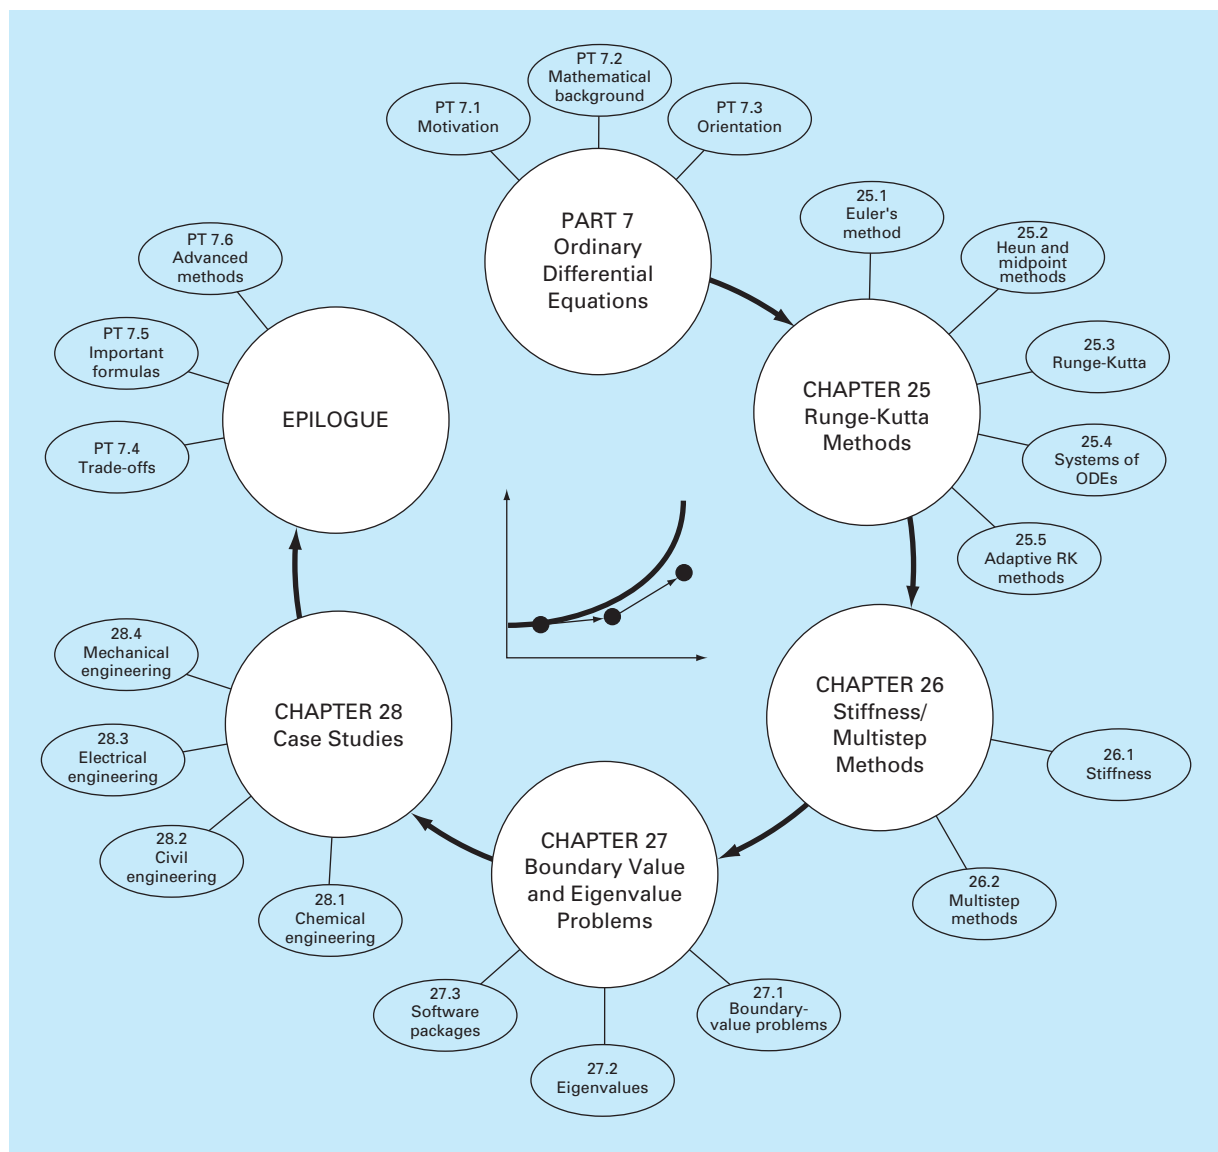 PT 7.1
Motivation
PT 7.2
Mathematical
background
PT 7.3
Orientation
PART 7
Ordinary
Differential
Equations
25.1
Euler's
method
25.2
Heun and
midpoint
methods
25.3
Runge-Kutta
25.4
Systems of
ODEs
25.5
Adaptive RK
methods
CHAPTER 25
Runge-Kutta
Methods
CHAPTER 26
Stiffness/
Multistep
Methods
26.1
Stiffness
26.2
Multistep
methods
CHAPTER 27
Boundary Value
and Eigenvalue
Problems
27.1
Boundary-
value problems
27.2
Eigenvalues
27.3
Software
packages
CHAPTER 28
Case Studies
28.1
Chemical
engineering
28.2
Civil
engineering
28.3
Electrical
engineering
28.4
Mechanical
engineering
EPILOGUE
PT 7.4
Trade-offs
PT 7.5
Important
formulas
PT 7.6
Advanced
methods